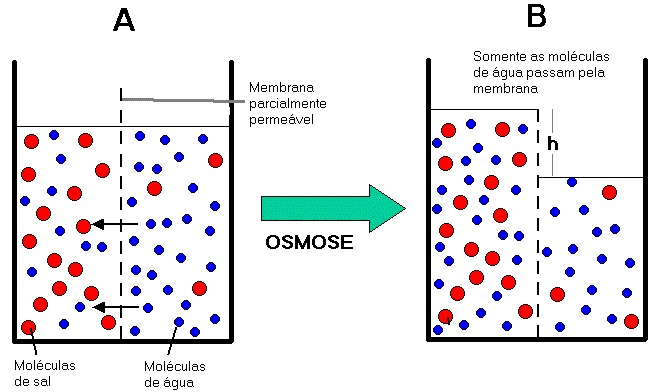 A
B
Somente as moléculas
de água passam pela
membrana
Membrana
parcialmente
permeável
h
OSMOSE
Moléculas
de sal
Moléculas
de água